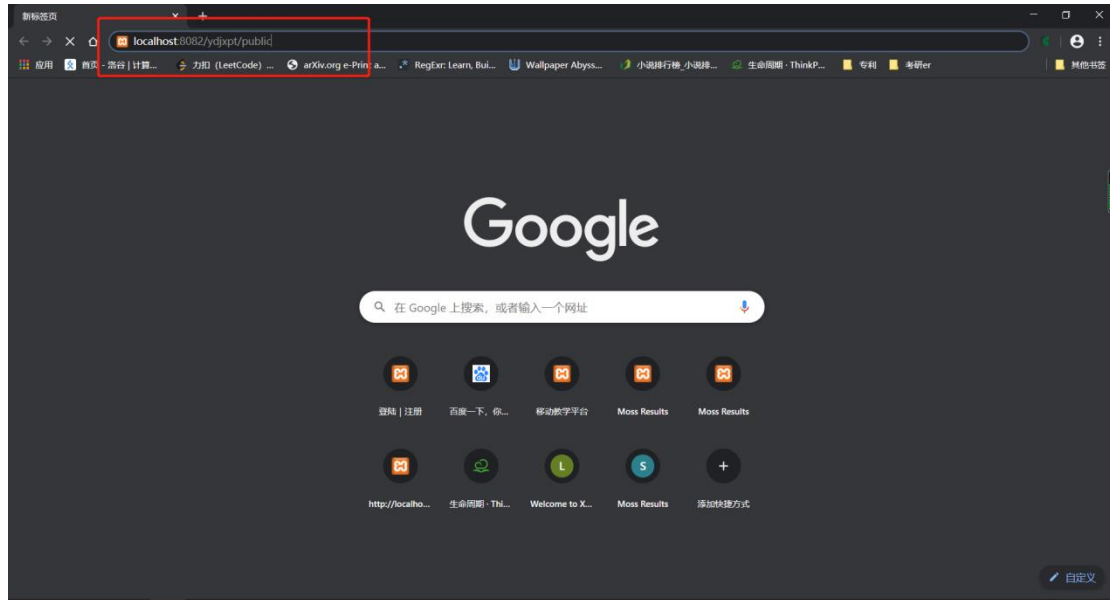 新标签页
localhost:8082/ydjxpt/public
应用 首页 - 洛谷 | 计算... 力扣 (LeetCode) ... arXiv.org e-Print a... RegExr: Learn, Bui... Wallpaper Abyss... 小说排行榜_小说排... 生命周期 · ThinkP... 专利 考研er 其他书签
Google
在 Google 上搜索，或者输入一个网址
登陆 | 注册 百度一下，你... 移动教学平台 Moss Results Moss Results
L S
http://localho... 生命周期 · Thi... Welcome to X... Moss Results 添加快捷方式
自定义